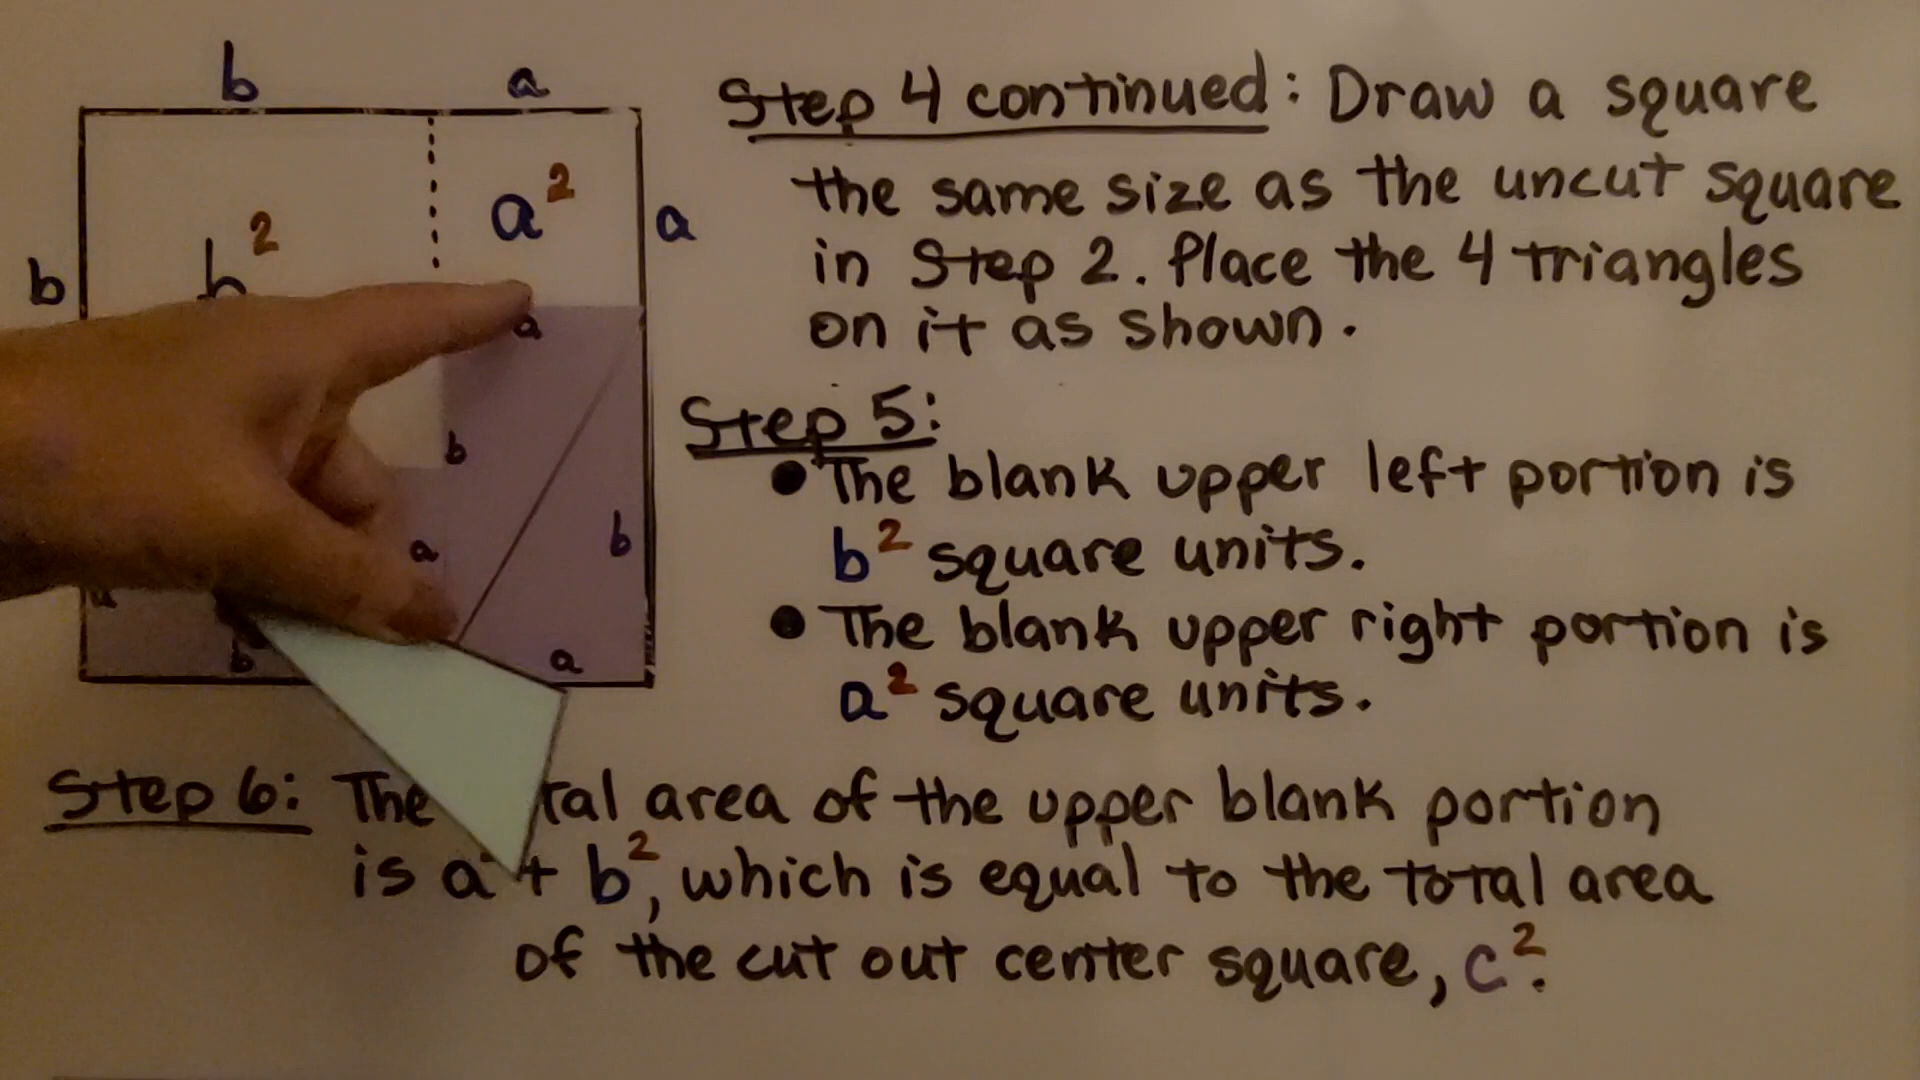 b a
Step 4 continued: Draw a square
the same size as the uncut square
in Step 2. Place the 4 triangles
on it as shown.
a²
b²
a
b
a
b
a
b
b
a
Step 5:
• The blank upper left portion is
b² square units.
• The blank upper right portion is
a² square units.
Step 6: The area of the upper blank portion
is a + b², which is equal to the total area
of the cut out center square, c².